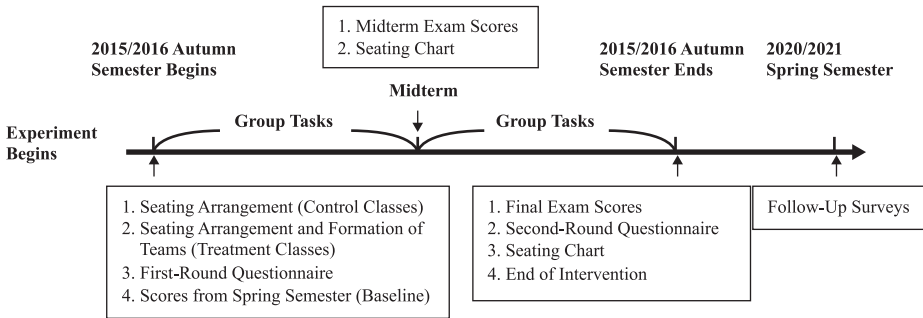 1. Midterm Exam Scores
2. Seating Chart
2015/2016 Autumn
Semester Begins
2015/2016 Autumn
Semester Ends
2020/2021
Spring Semester
Midterm
Experiment
Begins
Group Tasks
Group Tasks
1. Seating Arrangement (Control Classes)
2. Seating Arrangement and Formation of
Teams (Treatment Classes)
3. First-Round Questionnaire
4. Scores from Spring Semester (Baseline)
1. Final Exam Scores
2. Second-Round Questionnaire
3. Seating Chart
4. End of Intervention
Follow-Up Surveys